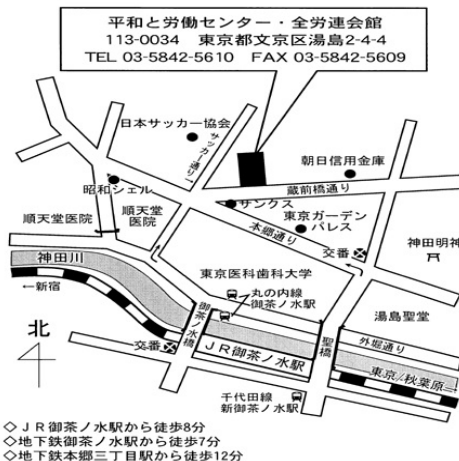 平和と労働センター・全労連会館
113-0034 東京都文京区湯島2-4-4
TEL 03-5842-5610 FAX 03-5842-5609
日本サッカー協会
サッカー通り→
朝日信用金庫
昭和シェル
蔵前橋通り
サンクス
順天堂
医院
順天堂
医院
本郷通り
東京ガーデン
パレス
交番
神田明神
神田川
←新宿
東京医科歯科大学
丸の内線
御茶ノ水駅
御茶ノ水橋
湯島聖堂
北
交番
JR御茶ノ水駅
聖橋
外堀通り
東京/秋葉原→
千代田線
新御茶ノ水駅
◇JR御茶ノ水駅から徒歩8分
◇地下鉄御茶ノ水駅から徒歩7分
◇地下鉄本郷三丁目駅から徒歩12分